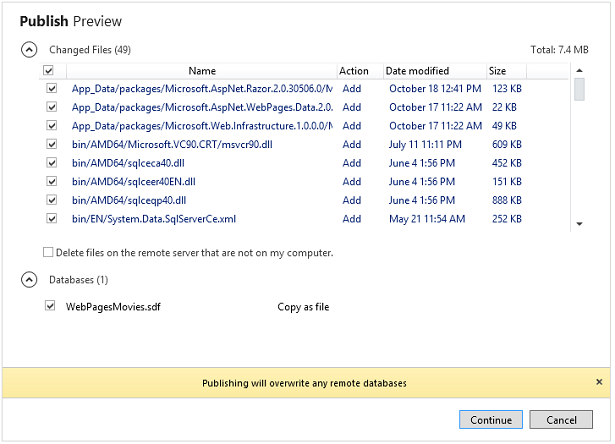 Publish Preview
Changed Files (49) Total: 7.4 MB
Name Action Date modified Size
App_Data/packages/Microsoft.AspNet.Razor.2.0.30506.0/M Add October 18 12:41 PM 123 KB
App_Data/packages/Microsoft.AspNet.WebPages.Data.2.0. Add October 17 11:22 AM 22 KB
App_Data/packages/Microsoft.Web.Infrastructure.1.0.0.0/M Add October 17 11:22 AM 49 KB
bin/AMD64/Microsoft.VC90.CRT/msvcr90.dll Add July 11 11:11 PM 609 KB
bin/AMD64/sqlceca40.dll Add June 4 1:56 PM 452 KB
bin/AMD64/sqlceer40EN.dll Add June 4 1:56 PM 151 KB
bin/AMD64/sqlceqp40.dll Add June 4 1:56 PM 888 KB
bin/EN/System.Data.SqlServerCe.xml Add May 21 11:54 AM 252 KB
Delete files on the remote server that are not on my computer.
Databases (1)
WebPagesMovies.sdf Copy as file
Publishing will overwrite any remote databases
Continue Cancel